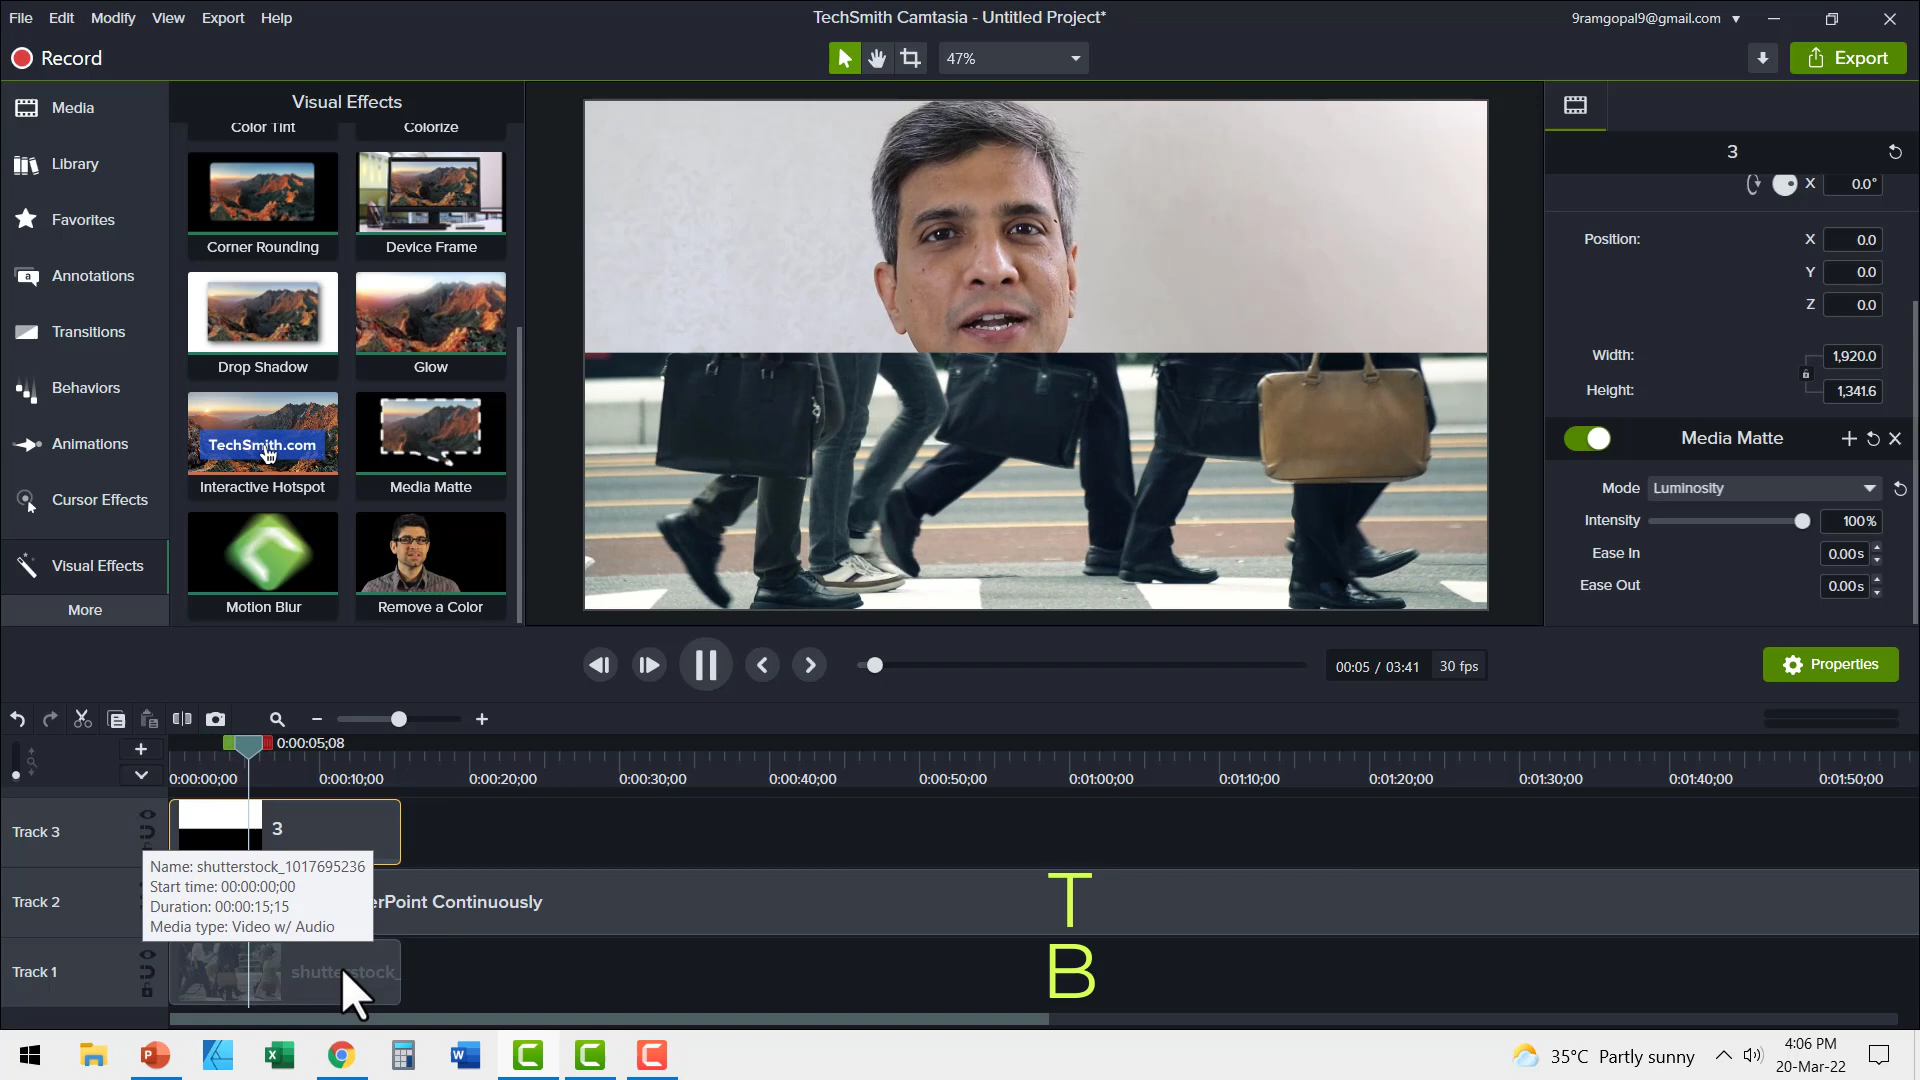 File Edit Modify View Export Help
TechSmith Camtasia - Untitled Project*
9ramgopal9@gmail.com
Record
47%
Export
Media
Library
Favorites
Annotations
Transitions
Behaviors
Animations
Cursor Effects
Visual Effects
More
Visual Effects
Color Tint Colorize
Corner Rounding Device Frame
Drop Shadow Glow
TechSmith.com
Interactive Hotspot Media Matte
Motion Blur Remove a Color
3
X 0.0°
Position: X 0.0
Y 0.0
Z 0.0
Width: 1,920.0
Height: 1,341.6
Media Matte
Mode Luminosity
Intensity 100%
Ease In 0.00s
Ease Out 0.00s
00:05 / 03:41 30 fps
Properties
0:00:05;08
0:00:00;00 0:00:10;00 0:00:20;00 0:00:30;00 0:00:40;00 0:00:50;00 0:01:00;00 0:01:10;00 0:01:20;00 0:01:30;00 0:01:40;00 0:01:50;00
Track 3
3
Name: shutterstock_1017695236
Start time: 00:00:00;00
Duration: 00:00:15;15
Media type: Video w/ Audio
Track 2
erPoint Continuously
T
Track 1
shutterstock_
B
35°C Partly sunny
4:06 PM
20-Mar-22